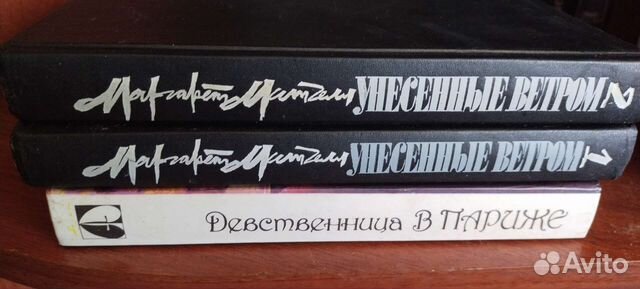 Маргарет Митчелл УНЕСЕННЫЕ ВЕТРОМ 2
Маргарет Митчелл УНЕСЕННЫЕ ВЕТРОМ 1
Девственница В ПАРИЖЕ
Avito